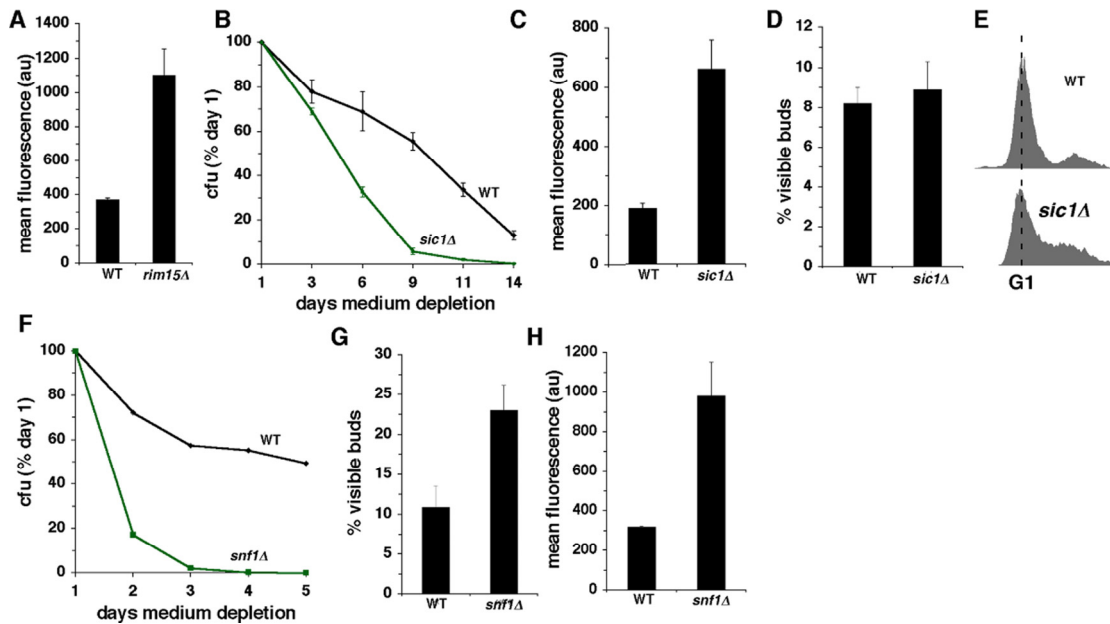 A
mean fluorescence (au)
1400
1200
1000
800
600
400
200
0
WT rim15Δ
B
cfu (% day 1)
100
80
60
40
20
0
WT
sic1Δ
1 3 6 9 11 14
days medium depletion
C
mean fluorescence (au)
800
600
400
200
0
WT sic1Δ
D
% visible buds
12
10
8
6
4
2
0
WT sic1Δ
E
WT
sic1Δ
G1
F
cfu (% day 1)
100
80
60
40
20
0
WT
snf1Δ
1 2 3 4 5
days medium depletion
G
% visible buds
30
25
20
15
10
5
0
WT snf1Δ
H
mean fluorescence (au)
1200
1000
800
600
400
200
0
WT snf1Δ